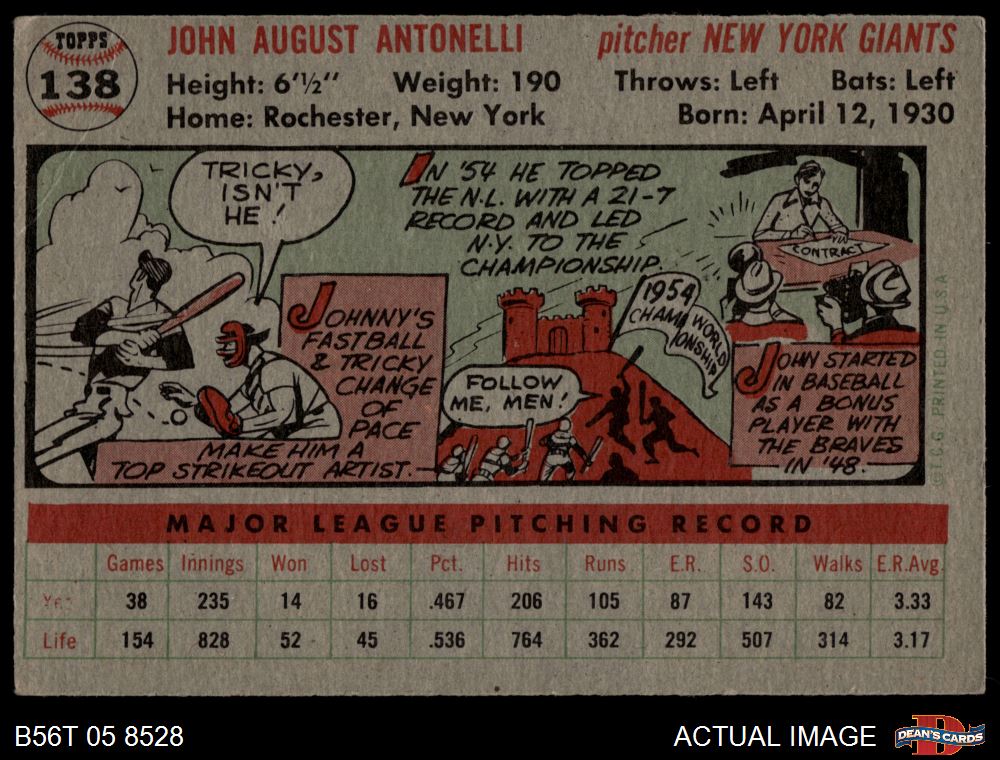 TOPPS
138
JOHN AUGUST ANTONELLI
pitcher NEW YORK GIANTS
Height: 6'½" Weight: 190 Throws: Left Bats: Left
Home: Rochester, New York Born: April 12, 1930
TRICKY,
ISN'T
HE!
JOHNNY'S
FASTBALL
& TRICKY
CHANGE
OF
PACE
MAKE HIM A
TOP STRIKEOUT ARTIST.
IN '54 HE TOPPED
THE N.L. WITH A 21-7
RECORD AND LED
N.Y. TO THE
CHAMPIONSHIP.
1954
WORLD
CHAMPIONSHIP
FOLLOW
ME, MEN!
CONTRACT
JOHN STARTED
IN BASEBALL
AS A BONUS
PLAYER WITH
THE BRAVES
IN '48.
©T.C.G. PRINTED IN U.S.A.
MAJOR LEAGUE PITCHING RECORD
Games Innings Won Lost Pct. Hits Runs E.R. S.O. Walks E.R.Avg.
38 235 14 16 .467 206 105 87 143 82 3.33
Life 154 828 52 45 .536 764 362 292 507 314 3.17
B56T 05 8528
ACTUAL IMAGE
DEAN'S CARDS